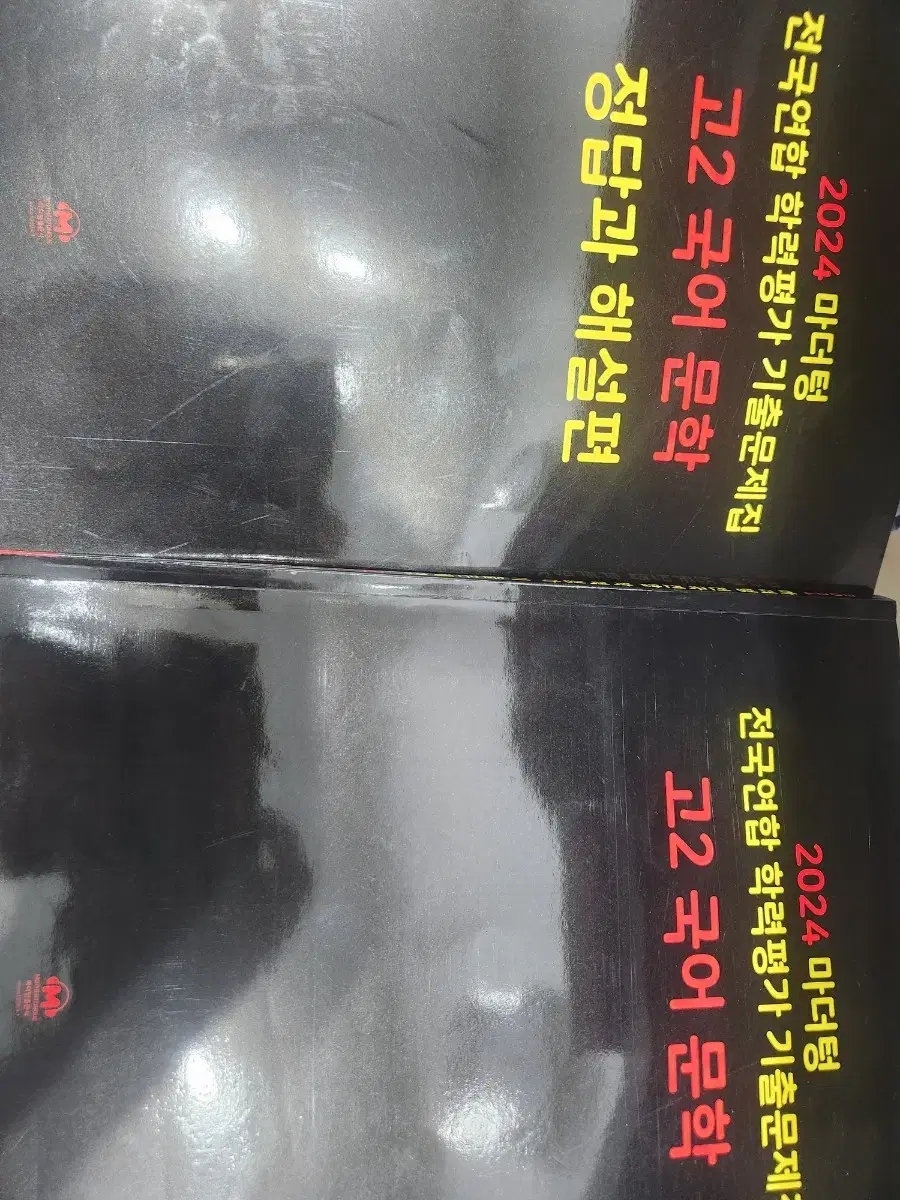 2024 마더텅
전국연합 학력평가 기출문제집
고2 국어 문학
정답과 해설편
2024 마더텅
전국연합 학력평가 기출문제집
고2 국어 문학